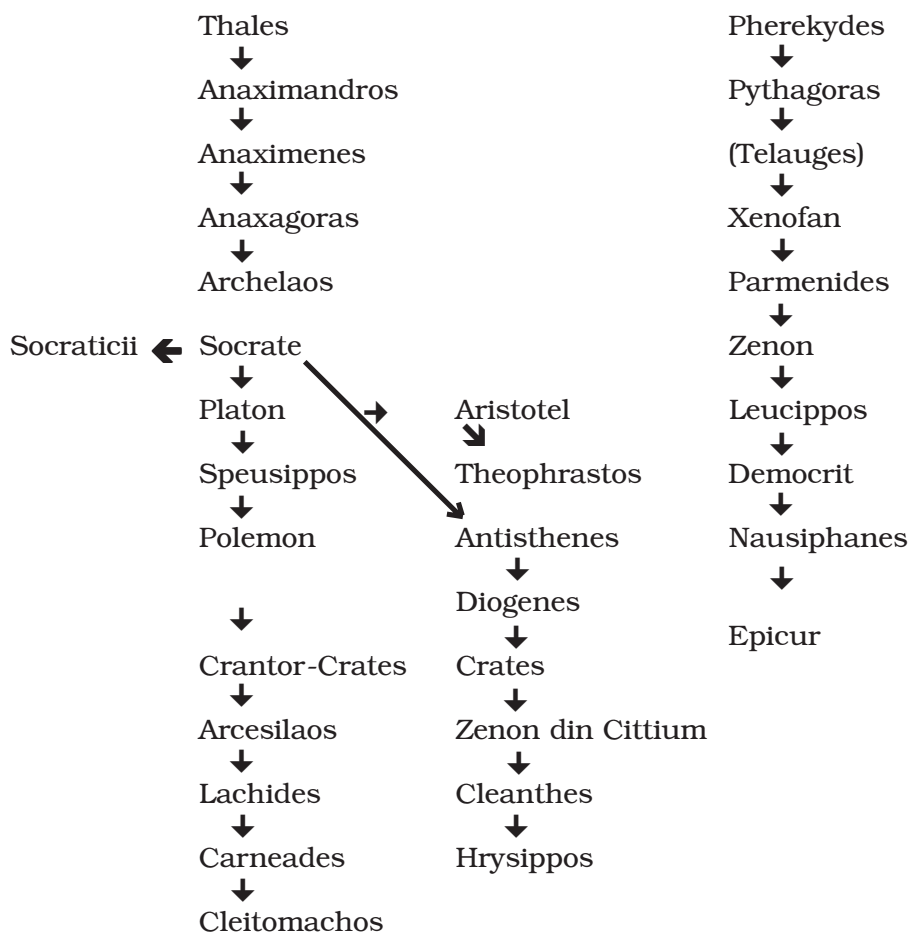 Thales
Anaximandros
Anaximenes
Anaxagoras
Archelaos
Socraticii
Socrate
Platon
Speusippos
Polemon
Crantor-Crates
Arcesilaos
Lachides
Carneades
Cleitomachos
Aristotel
Theophrastos
Antisthenes
Diogenes
Crates
Zenon din Cittium
Cleanthes
Hrysippos
Pherekydes
Pythagoras
(Telauges)
Xenofan
Parmenides
Zenon
Leucippos
Democrit
Nausiphanes
Epicur